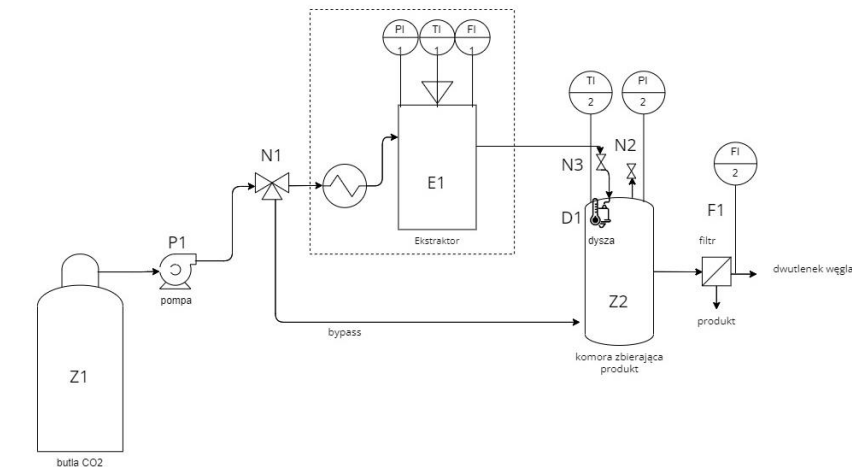 PI
1
TI
1
FI
1
TI
2
PI
2
N1
N2
N3
FI
2
E1
P1
D1
F1
Ekstraktor
dysza
filtr
pompa
dwutlenek węgla
Z2
produkt
bypass
komora zbierająca
produkt
Z1
butla CO2